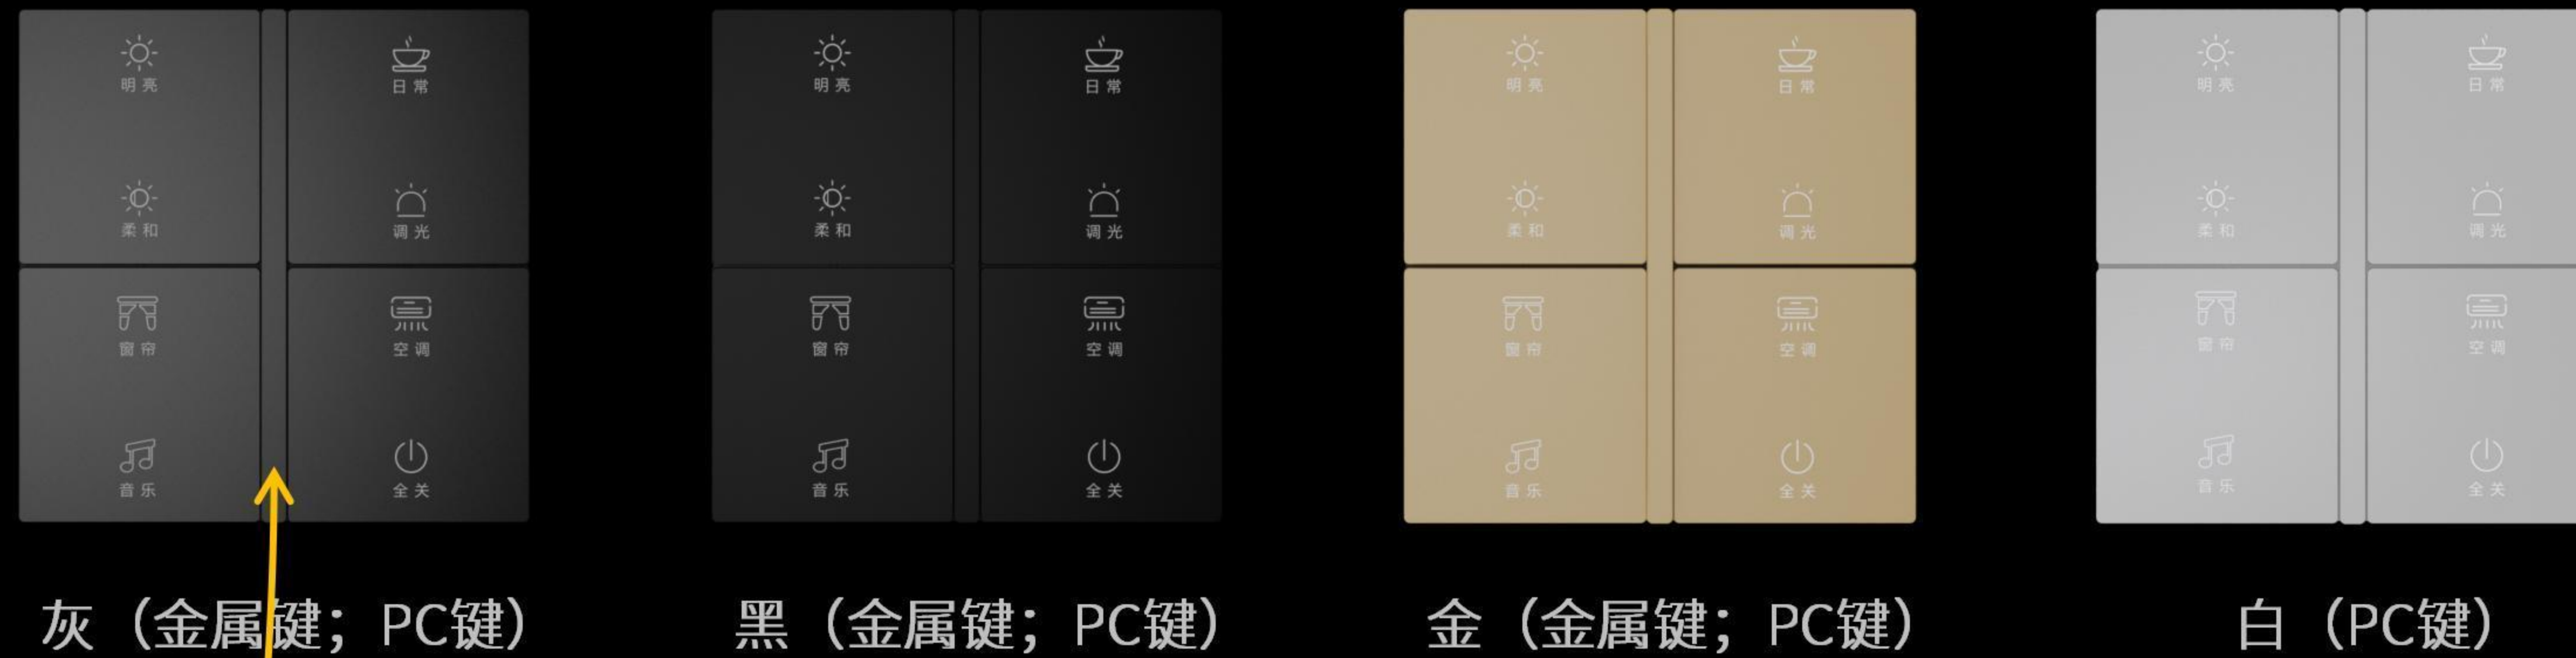 明亮 日常 明亮 日常 明亮 日常 明亮 日常
柔和 调光 柔和 调光 柔和 调光 柔和 调光
窗帘 空调 窗帘 空调 窗帘 空调 窗帘 空调
音乐 全关 音乐 全关 音乐 全关 音乐 全关
灰（金属键；PC键） 黑（金属键；PC键） 金（金属键；PC键） 白（PC键）